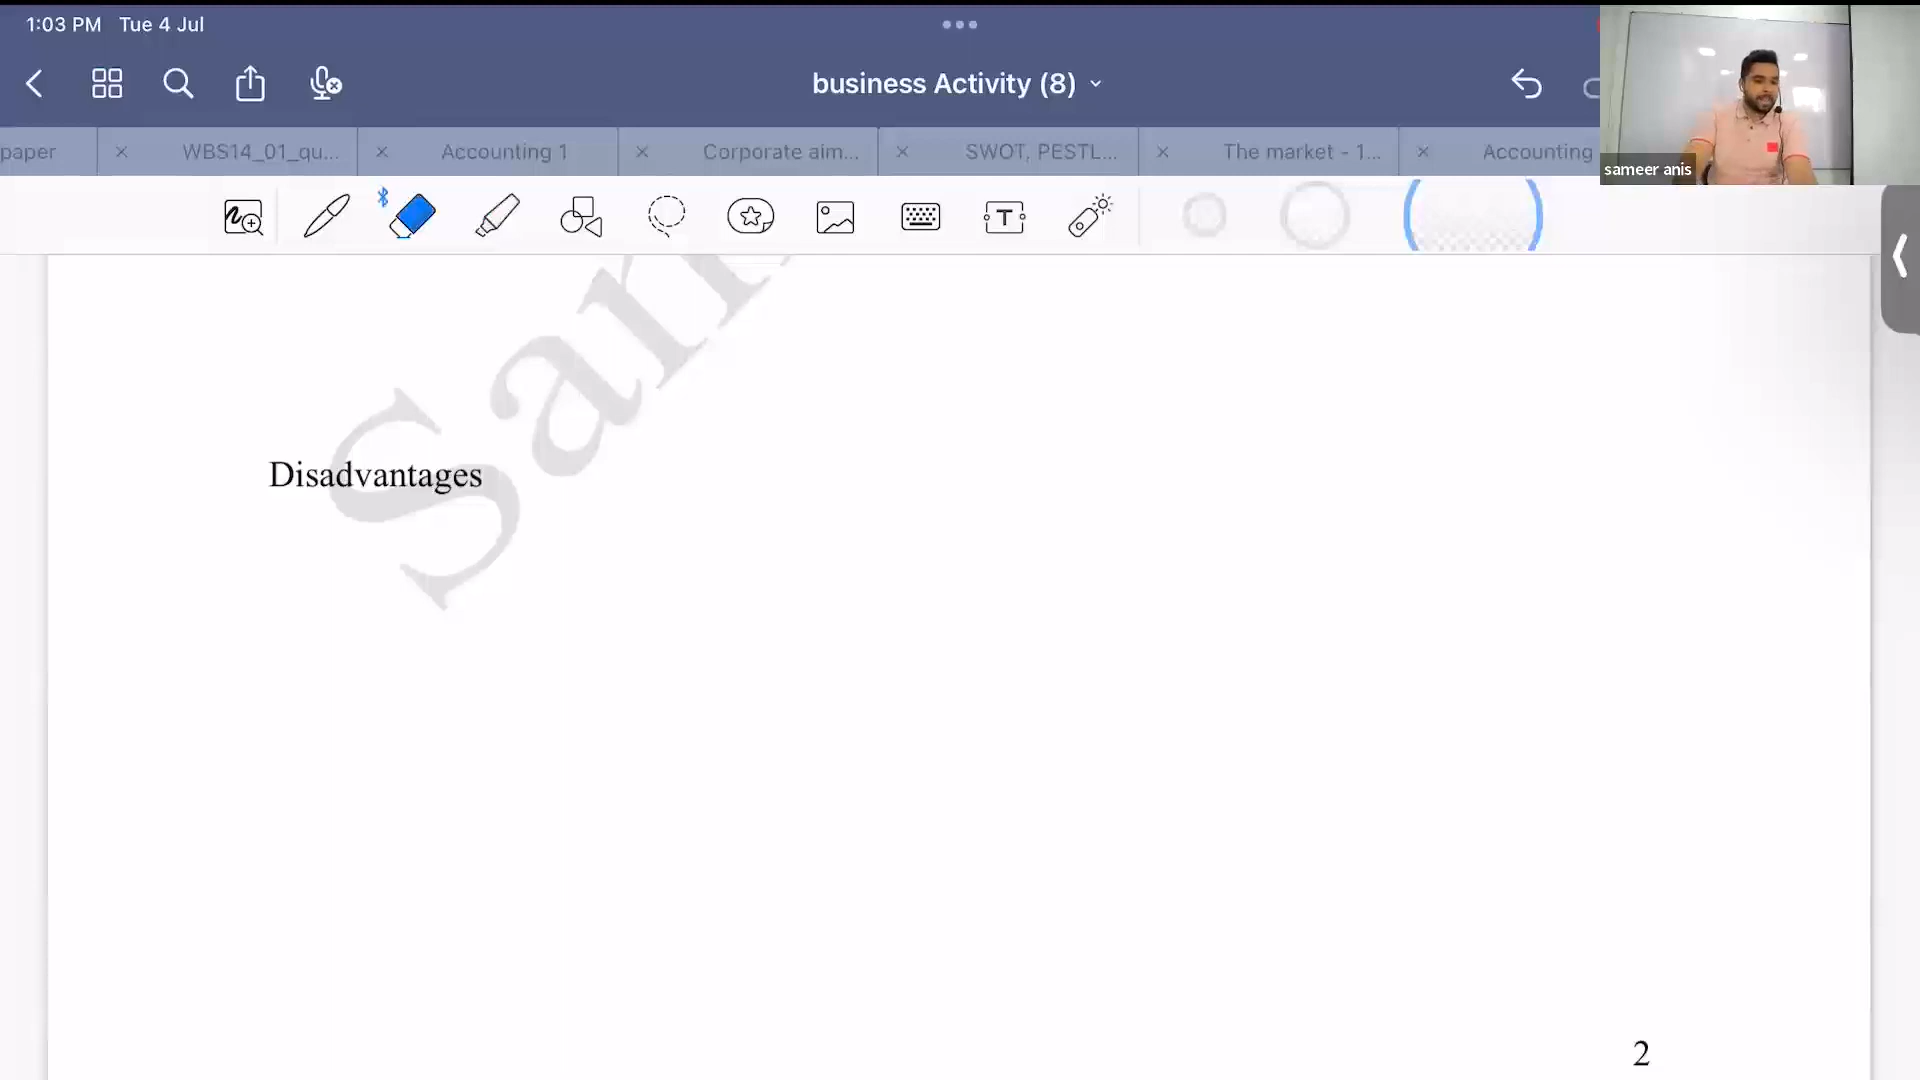 1:03 PM Tue 4 Jul
business Activity (8)
paper
WBS14_01_qu...
Accounting 1
Corporate aim...
SWOT, PESTL...
The market - 1...
Accounting
sameer anis
T
Sam
Disadvantages
2